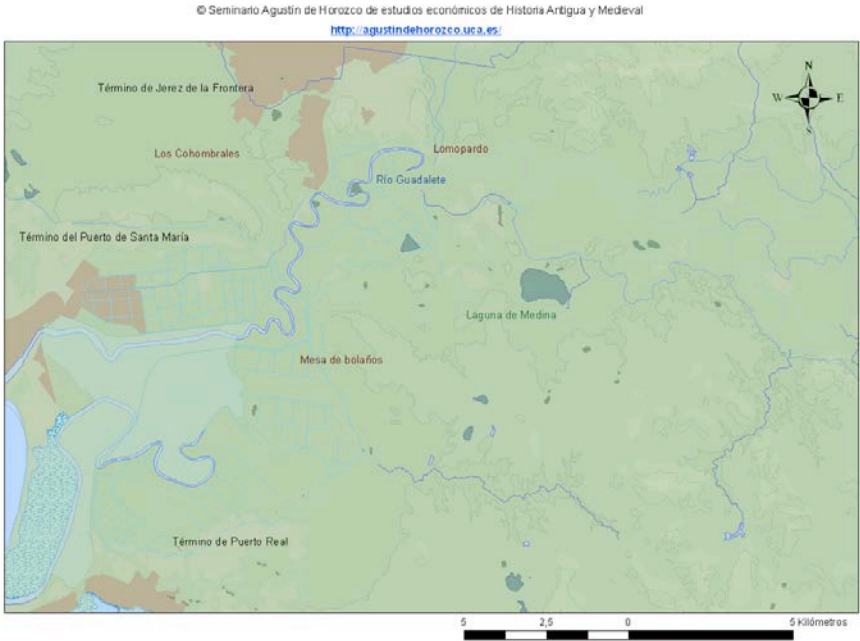 © Seminario Agustín de Horozco de estudios económicos de Historia Antigua y Medieval
http://agustindehorozco.uca.es/
N
W E
S
Término de Jerez de la Frontera
Los Cohombrales
Lomopardo
Río Guadalete
Término del Puerto de Santa María
Laguna de Medina
Mesa de bolaños
Término de Puerto Real
5 2,5 0 5 Kilómetros